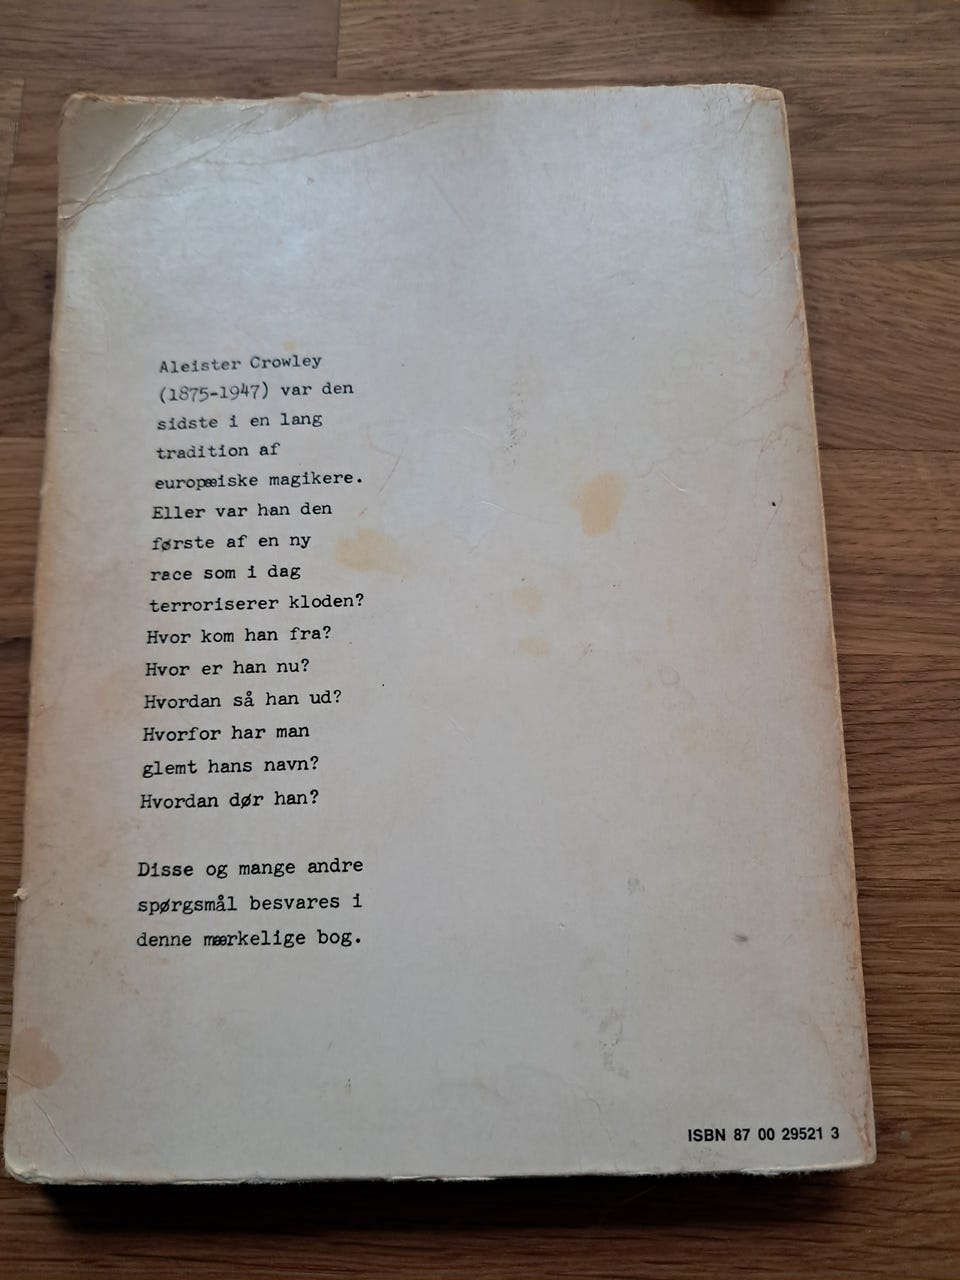 Aleister Crowley
(1875-1947) var den
sidste i en lang
tradition af
europæiske magikere.
Eller var han den
første af en ny
race som i dag
terroriserer kloden?
Hvor kom han fra?
Hvor er han nu?
Hvordan så han ud?
Hvorfor har man
glemt hans navn?
Hvordan dør han?
Disse og mange andre
spørgsmål besvares i
denne mærkelige bog.
ISBN 87 00 29521 3